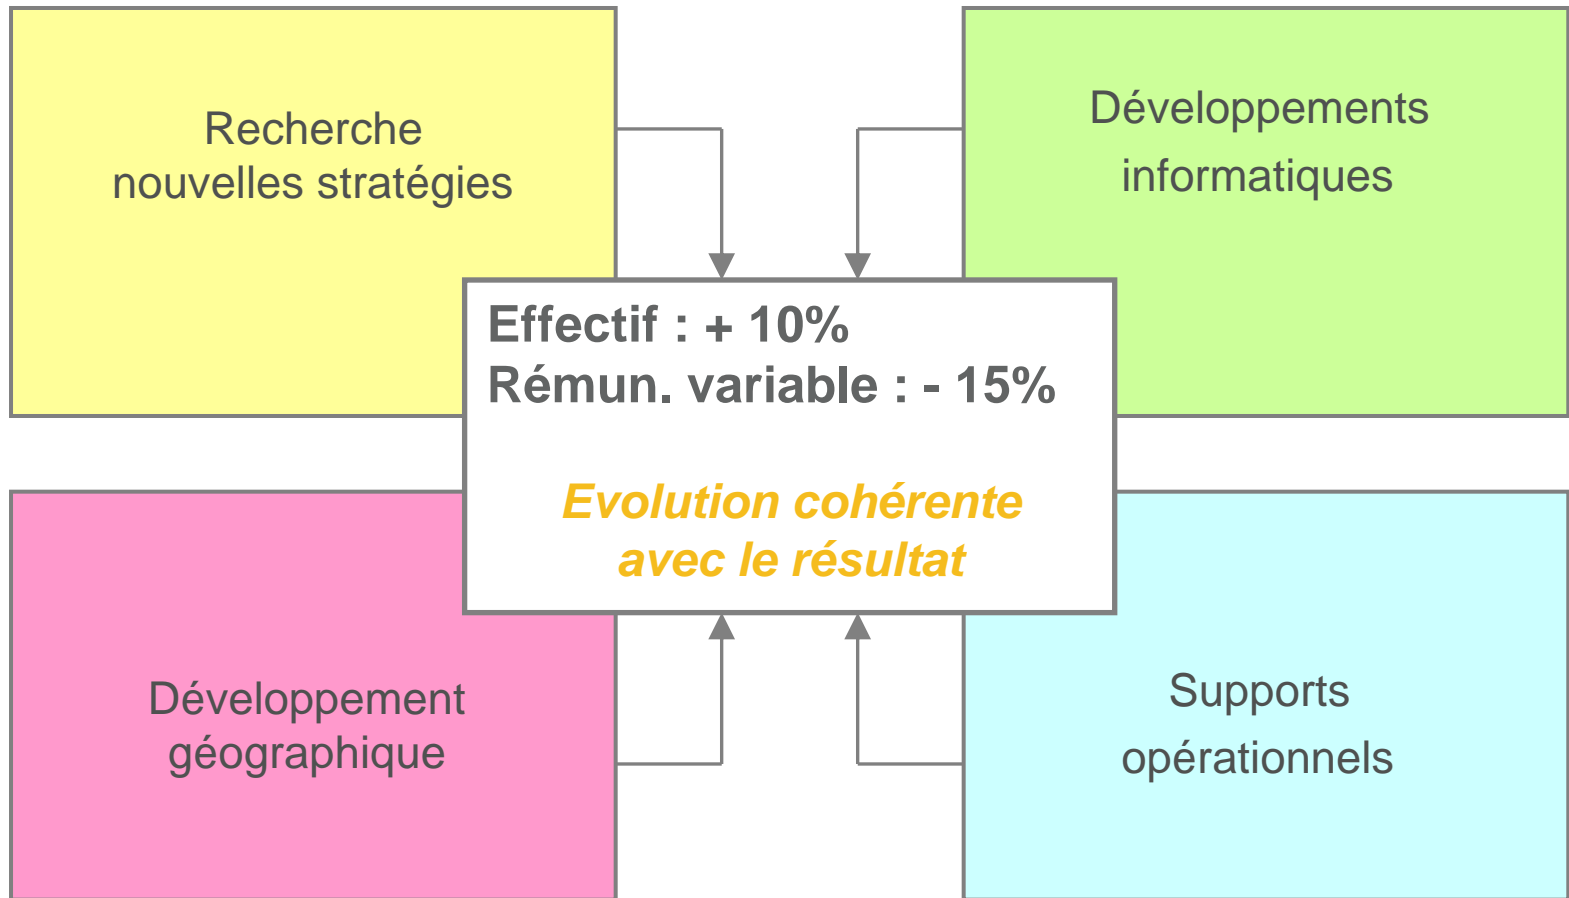 Recherche
nouvelles stratégies
Développements
informatiques
Effectif : + 10%
Rémun. variable : - 15%
Evolution cohérente
avec le résultat
Développement
géographique
Supports
opérationnels